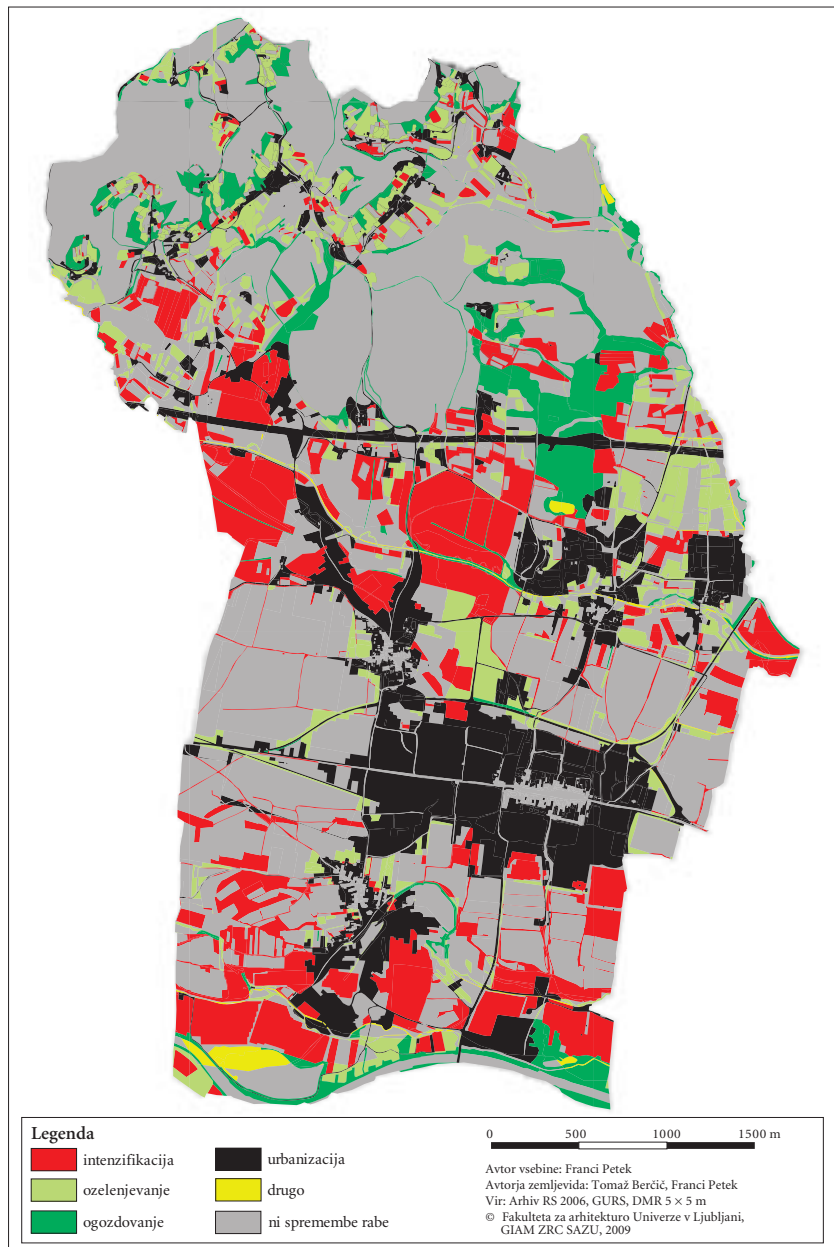 Legenda
intenzifikacija
ozelenjevanje
ogozdovanje
urbanizacija
drugo
ni spremembe rabe
0 500 1000 1500 m
Avtor vsebine: Franci Petek
Avtorja zemljevida: Tomaž Berčič, Franci Petek
Vir: Arhiv RS 2006, GURS, DMR 5 × 5 m
© Fakulteta za arhitekturo Univerze v Ljubljani,
GIAM ZRC SAZU, 2009